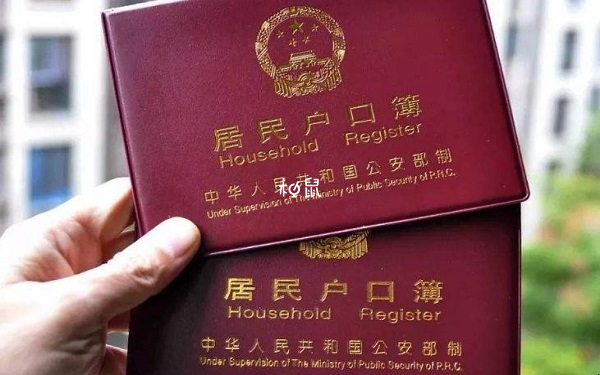 居民户口簿
Household Register
中华人民共和国公安部制
Under Supervision of The Ministry of Public Security of P.R.C.
居民户口簿
Household Register
中华人民共和国公安部制
Under Supervision of The Ministry of Public Security of P.R.C.